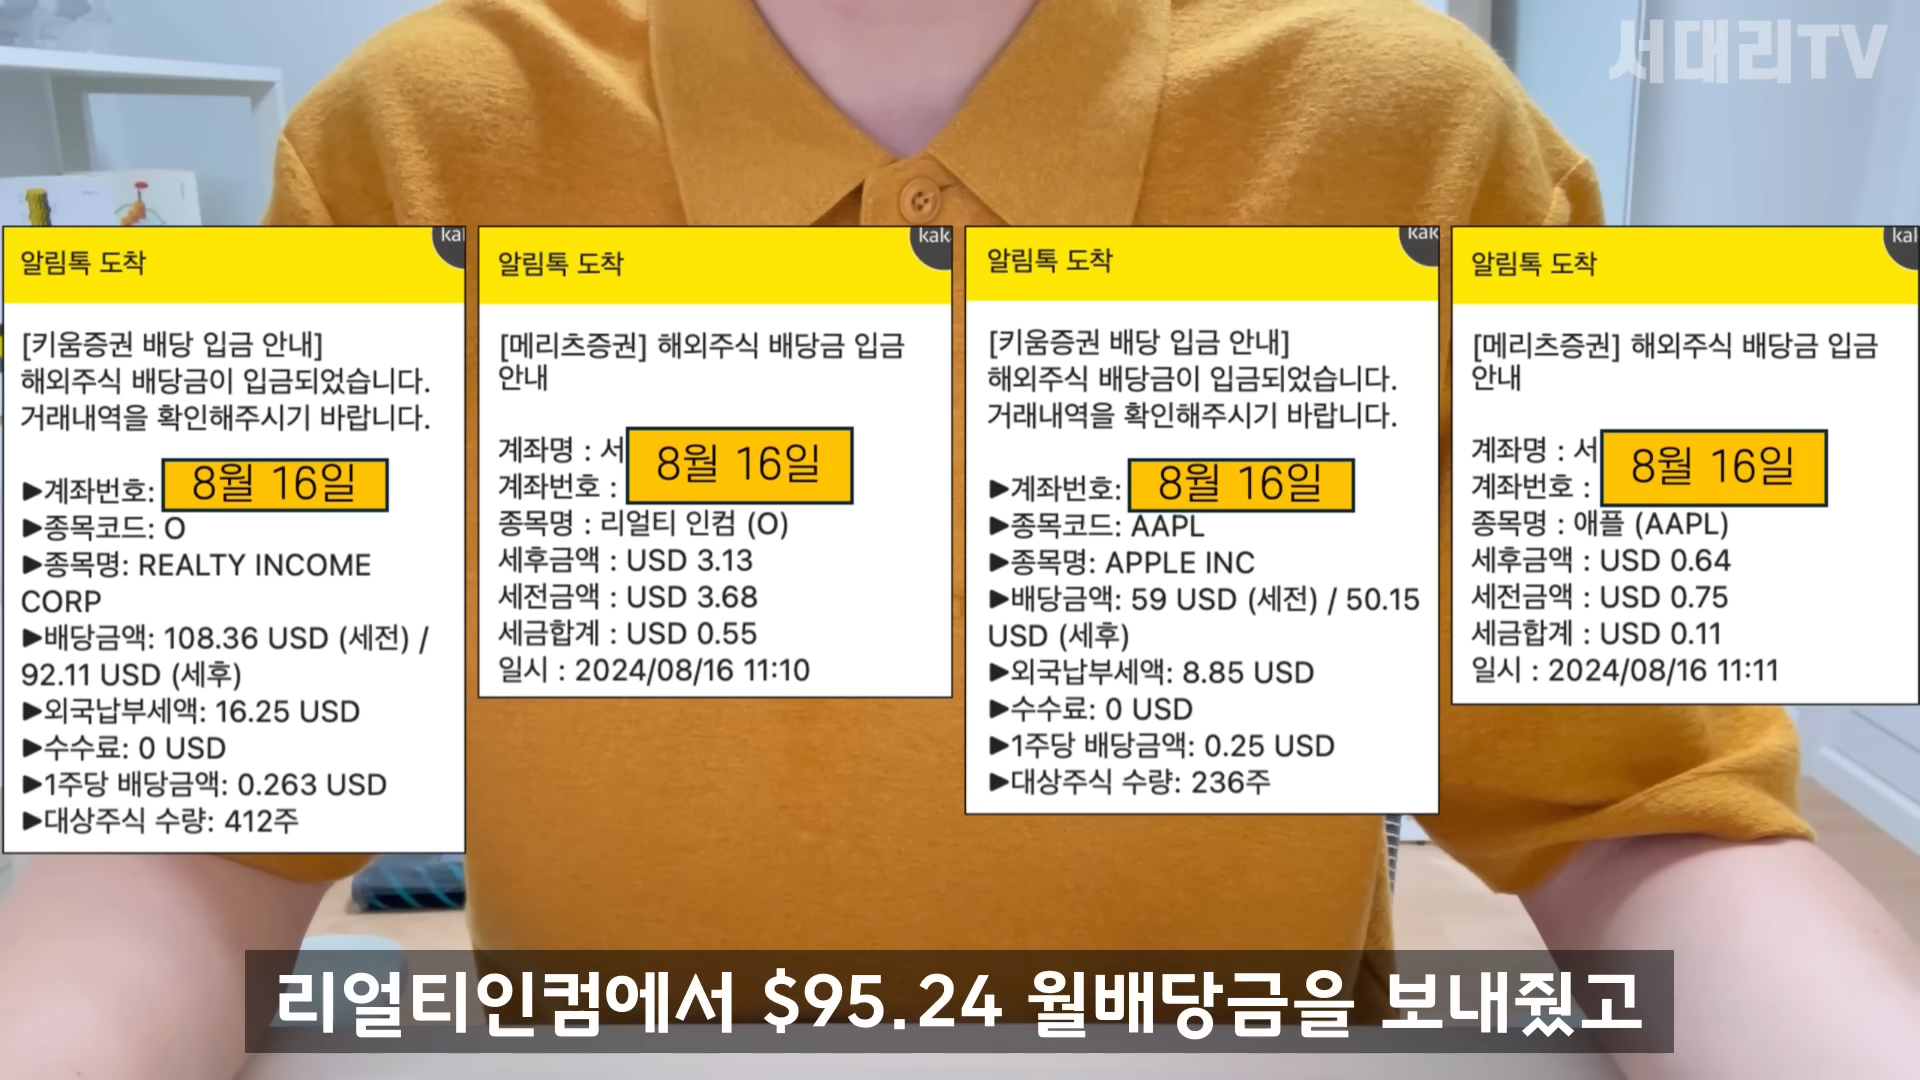 서대리TV
알림톡 도착
[키움증권 배당 입금 안내]
해외주식 배당금이 입금되었습니다.
거래내역을 확인해주시기 바랍니다.
▶계좌번호: 8월 16일
▶종목코드: O
▶종목명: REALTY INCOME
CORP
▶배당금액: 108.36 USD (세전) /
92.11 USD (세후)
▶외국납부세액: 16.25 USD
▶수수료: 0 USD
▶1주당 배당금액: 0.263 USD
▶대상주식 수량: 412주
알림톡 도착
[메리츠증권] 해외주식 배당금 입금
안내
계좌명 : 서
8월 16일
계좌번호 :
종목명 : 리얼티 인컴 (O)
세후금액 : USD 3.13
세전금액 : USD 3.68
세금합계 : USD 0.55
일시 : 2024/08/16 11:10
알림톡 도착
[키움증권 배당 입금 안내]
해외주식 배당금이 입금되었습니다.
거래내역을 확인해주시기 바랍니다.
▶계좌번호: 8월 16일
▶종목코드: AAPL
▶종목명: APPLE INC
▶배당금액: 59 USD (세전) / 50.15
USD (세후)
▶외국납부세액: 8.85 USD
▶수수료: 0 USD
▶1주당 배당금액: 0.25 USD
▶대상주식 수량: 236주
알림톡 도착
[메리츠증권] 해외주식 배당금 입금
안내
계좌명 : 서
8월 16일
계좌번호 :
종목명 : 애플 (AAPL)
세후금액 : USD 0.64
세전금액 : USD 0.75
세금합계 : USD 0.11
일시 : 2024/08/16 11:11
리얼티인컴에서 $95.24 월배당금을 보내줬고